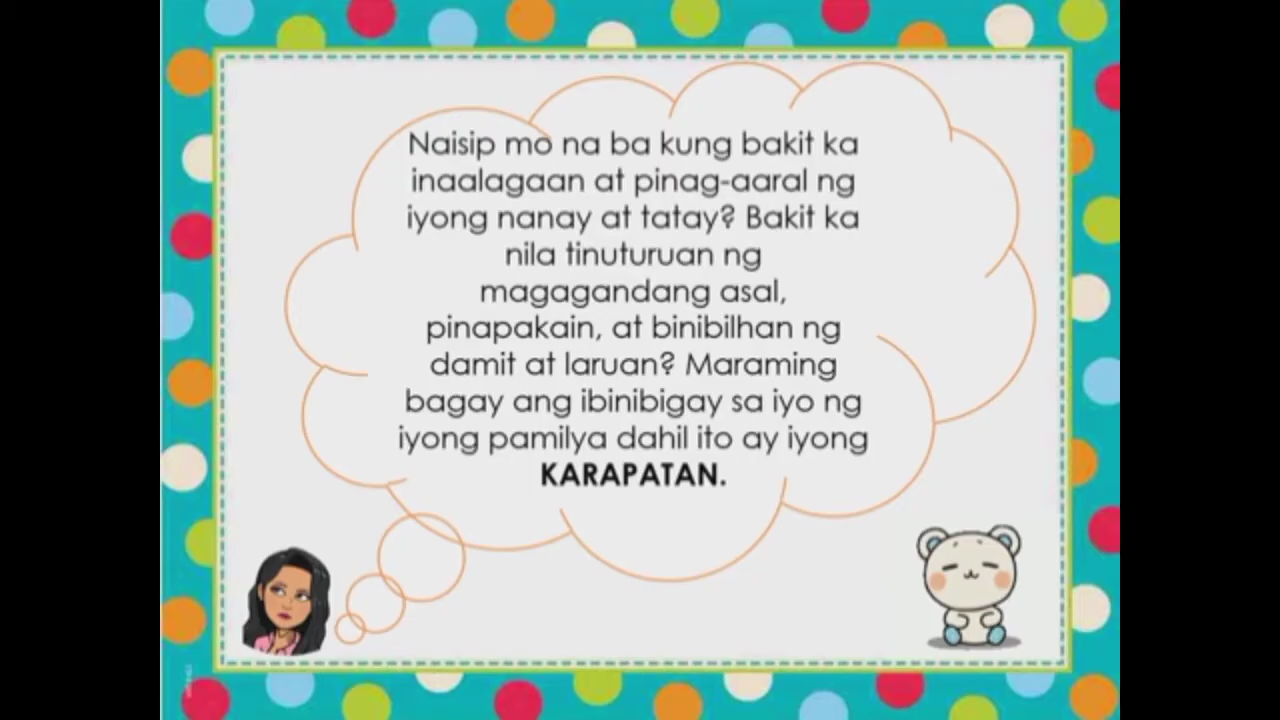 Naisip mo na ba kung bakit ka
inaalagaan at pinag-aaral ng
iyong nanay at tatay? Bakit ka
nila tinuturuan ng
magagandang asal,
pinapakain, at binibilhan ng
damit at laruan? Maraming
bagay ang ibinibigay sa iyo ng
iyong pamilya dahil ito ay iyong
KARAPATAN.